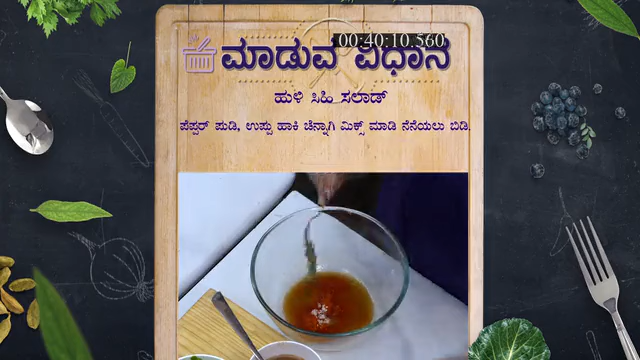 00:40:10.560
ಮಾಡುವ ವಿಧಾನ
ಹುಳಿ ಸಿಹಿ ಸಲಾಡ್
ಪೆಪ್ಪರ್ ಪುಡಿ, ಉಪ್ಪು ಹಾಕಿ ಚೆನ್ನಾಗಿ ಮಿಕ್ಸ್ ಮಾಡಿ ನೆನೆಯಲು ಬಿಡಿ.